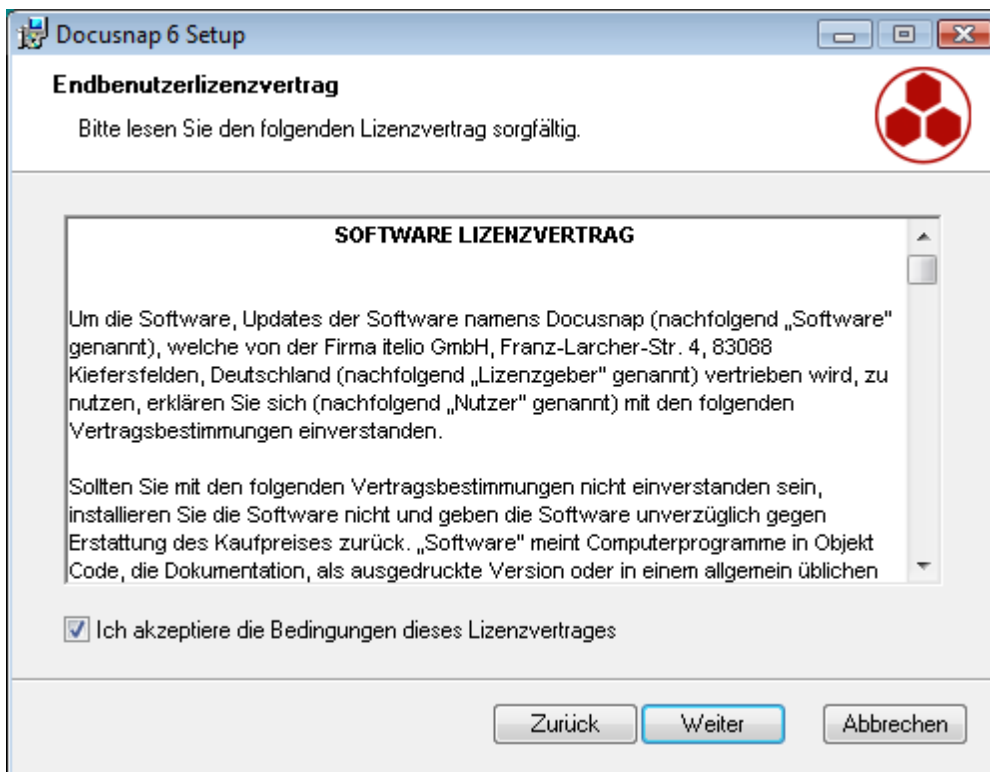 Docusnap 6 Setup
Endbenutzerlizenzvertrag
Bitte lesen Sie den folgenden Lizenzvertrag sorgfältig.
SOFTWARE LIZENZVERTRAG
Um die Software, Updates der Software namens Docusnap (nachfolgend „Software"
genannt), welche von der Firma itelio GmbH, Franz-Larcher-Str. 4, 83088
Kiefersfelden, Deutschland (nachfolgend „Lizenzgeber" genannt) vertrieben wird, zu
nutzen, erklären Sie sich (nachfolgend „Nutzer" genannt) mit den folgenden
Vertragsbestimmungen einverstanden.
Sollten Sie mit den folgenden Vertragsbestimmungen nicht einverstanden sein,
installieren Sie die Software nicht und geben die Software unverzüglich gegen
Erstattung des Kaufpreises zurück. „Software" meint Computerprogramme in Objekt
Code, die Dokumentation, als ausgedruckte Version oder in einem allgemein üblichen
Ich akzeptiere die Bedingungen dieses Lizenzvertrages
Zurück Weiter Abbrechen